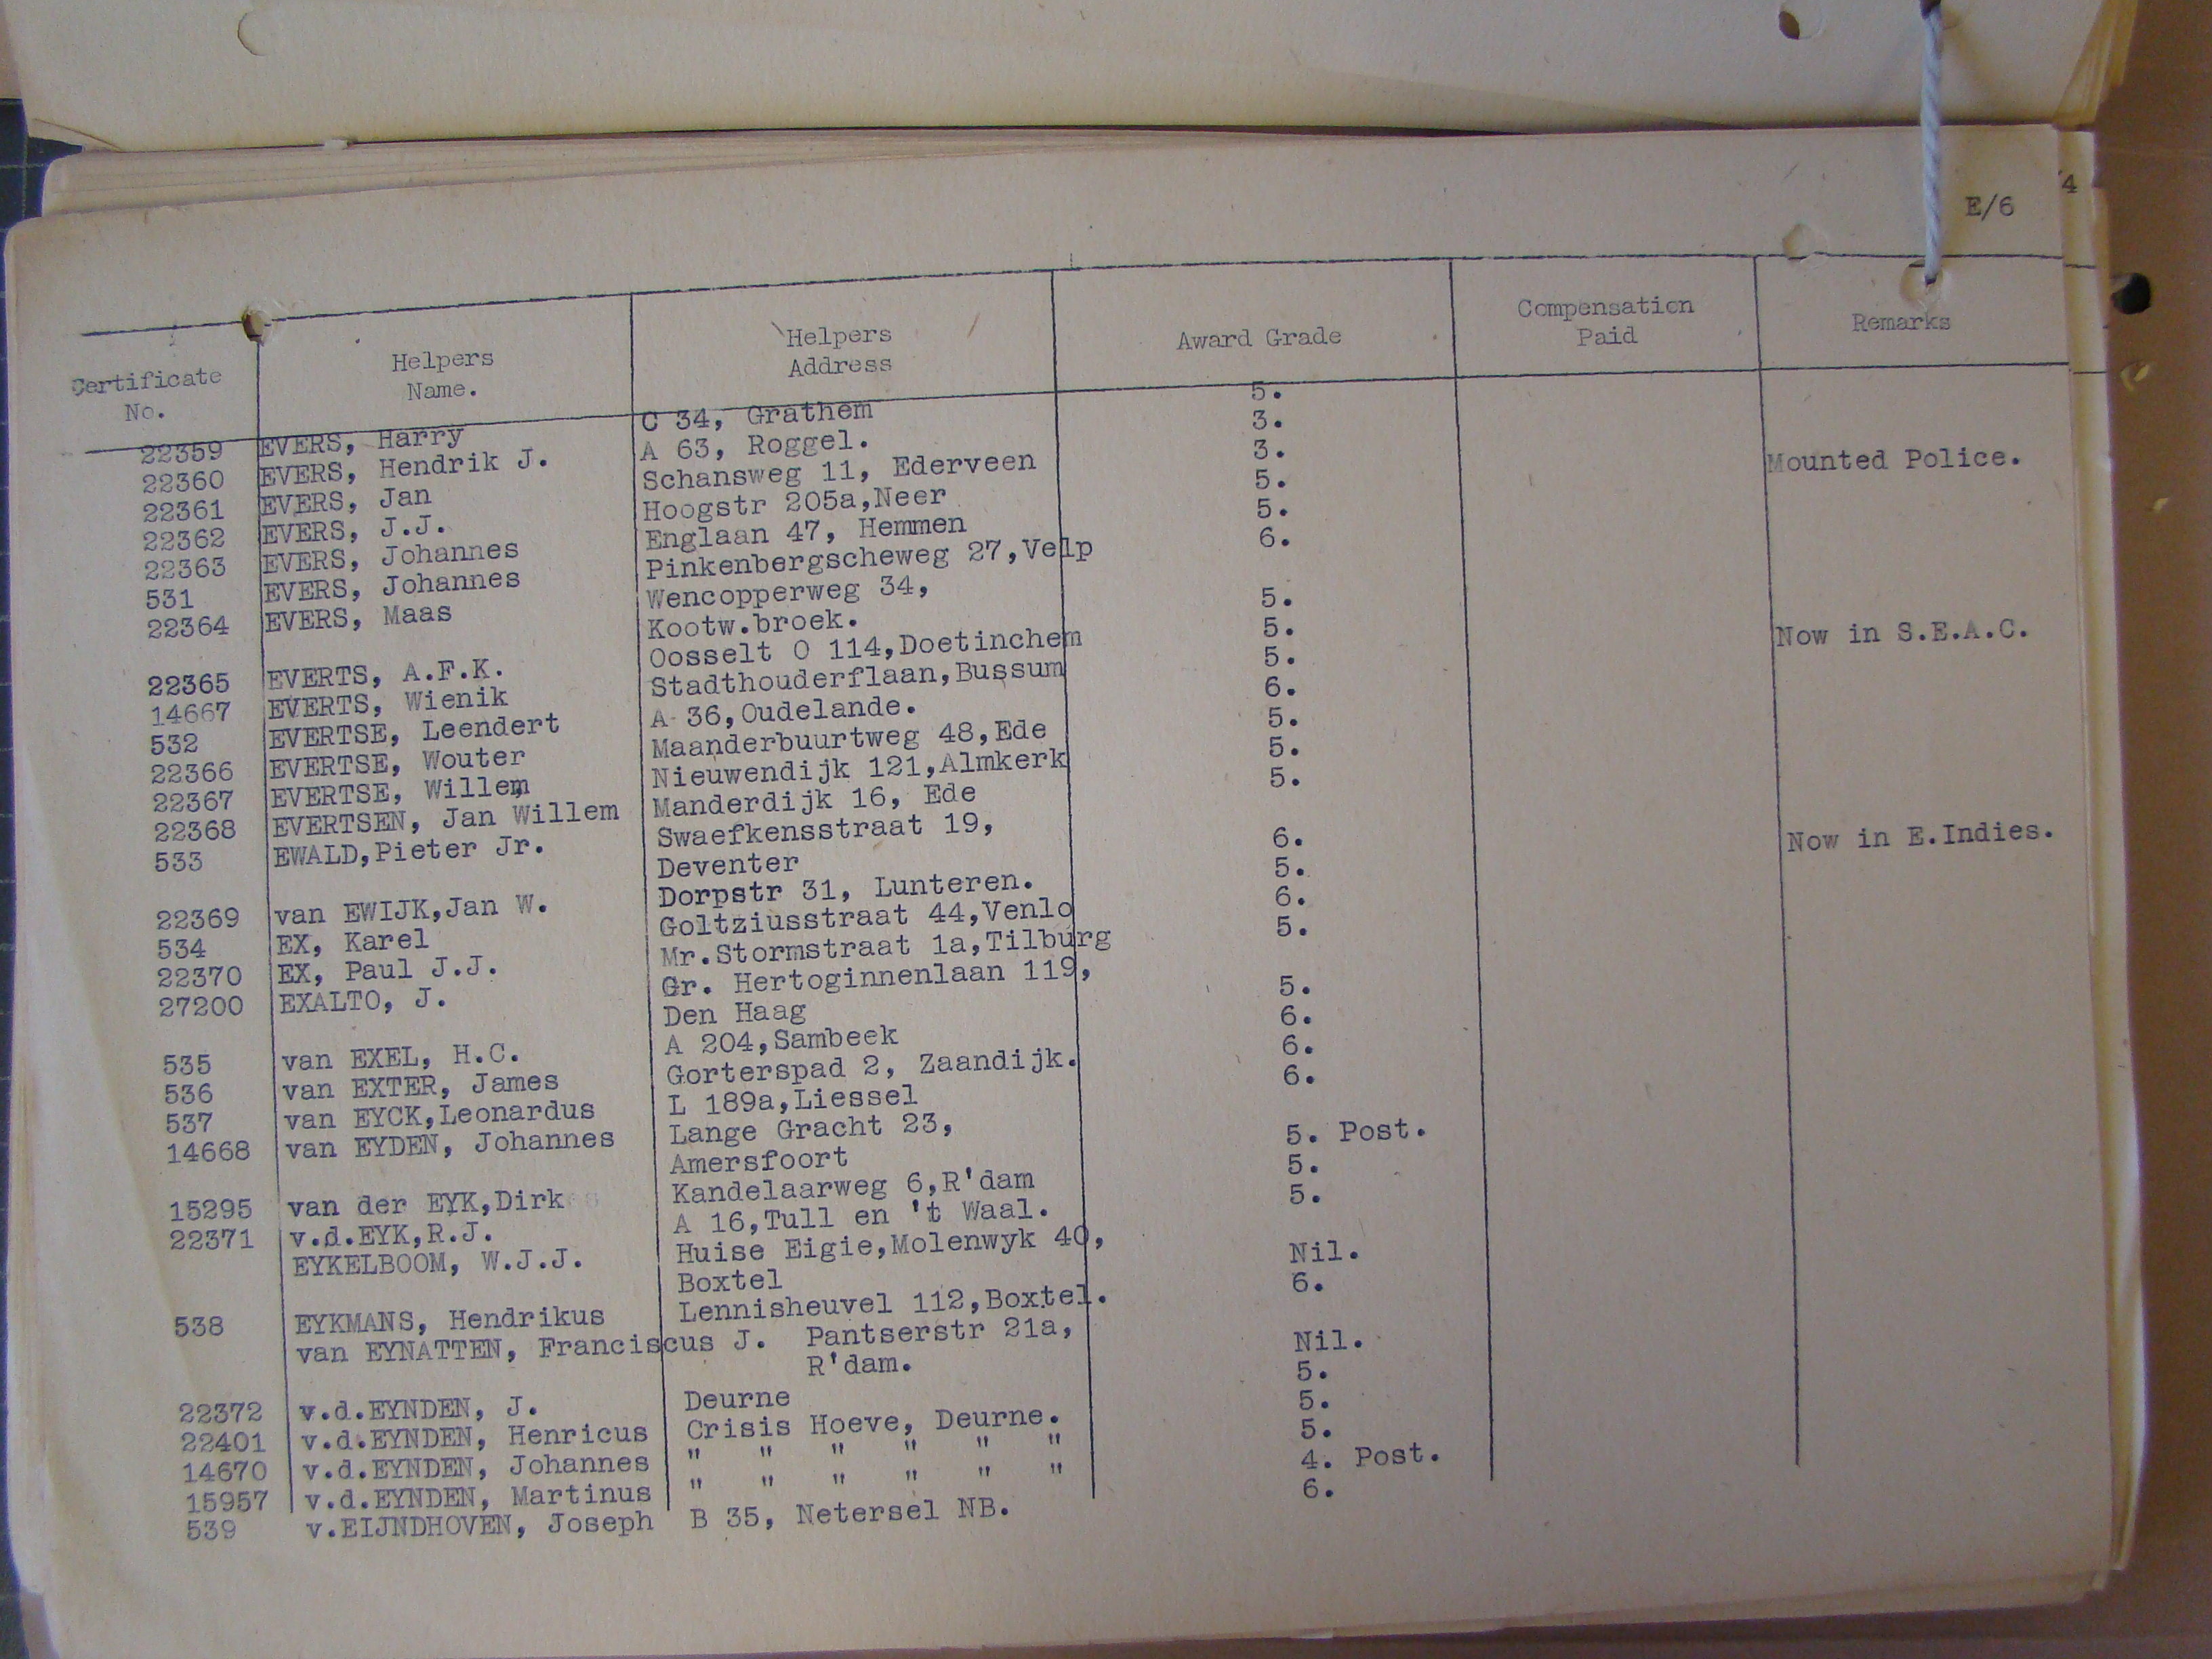 E/6
4
Certificate No. Helpers Name. Helpers Address Award Grade Compensation Paid Remarks
22359 EVERS, Harry C 34, Grathem 5.
22360 EVERS, Hendrik J. A 63, Roggel. 3.
22361 EVERS, Jan Schansweg 11, Ederveen 3.
22362 EVERS, J.J. Hoogstr 205a,Neer 5. Mounted Police.
22363 EVERS, Johannes Englaan 47, Hemmen 5.
531 EVERS, Johannes Pinkenbergscheweg 27,Velp 6.
22364 EVERS, Maas Wencopperweg 34,
Kootw.broek. 5.
22365 EVERTS, A.F.K. Oosselt O 114,Doetinchem 5.
14667 EVERTS, Wienik Stadthouderflaan,Bussum 5. Now in S.E.A.C.
532 EVERTSE, Leendert A 36,Oudelande. 6.
22366 EVERTSE, Wouter Maanderbuurtweg 48,Ede 5.
22367 EVERTSE, Willem Nieuwendijk 121,Almkerk 5.
22368 EVERTSEN, Jan Willem Manderdijk 16, Ede 5.
533 EWALD,Pieter Jr. Swaefkensstraat 19,
Deventer 6.
22369 van EWIJK,Jan W. Dorpstr 31, Lunteren. 5. Now in E.Indies.
534 EX, Karel Goltziusstraat 44,Venlo 6.
22370 EX, Paul J.J. Mr.Stormstraat 1a,Tilburg 5.
27200 EXALTO, J. Gr. Hertoginnenlaan 119,
Den Haag 5.
535 van EXEL, H.C. A 204,Sambeek 6.
536 van EXTER, James Gorterspad 2, Zaandijk. 6.
537 van EYCK,Leonardus L 189a,Liessel 6.
14668 van EYDEN, Johannes Lange Gracht 23,
Amersfoort 5. Post.
15295 van der EYK,Dirk Kandelaarweg 6,R'dam 5.
22371 v.d.EYK,R.J. A 16,Tull en 't Waal. 5.
EYKELBOOM, W.J.J. Huise Eigie,Molenwyk 40,
Boxtel Nil.
538 EYKMANS, Hendrikus Lennisheuvel 112,Boxtel. 6.
van EYNATTEN, Franciscus J. Pantserstr 21a,
R'dam. Nil.
22372 v.d.EYNDEN, J. Deurne 5.
22401 v.d.EYNDEN, Henricus Crisis Hoeve, Deurne. 5.
14670 v.d.EYNDEN, Johannes " " " " " " 5.
15957 v.d.EYNDEN, Martinus " " " " " " 4. Post.
539 v.EIJNDHOVEN, Joseph B 35, Netersel NB. 6.